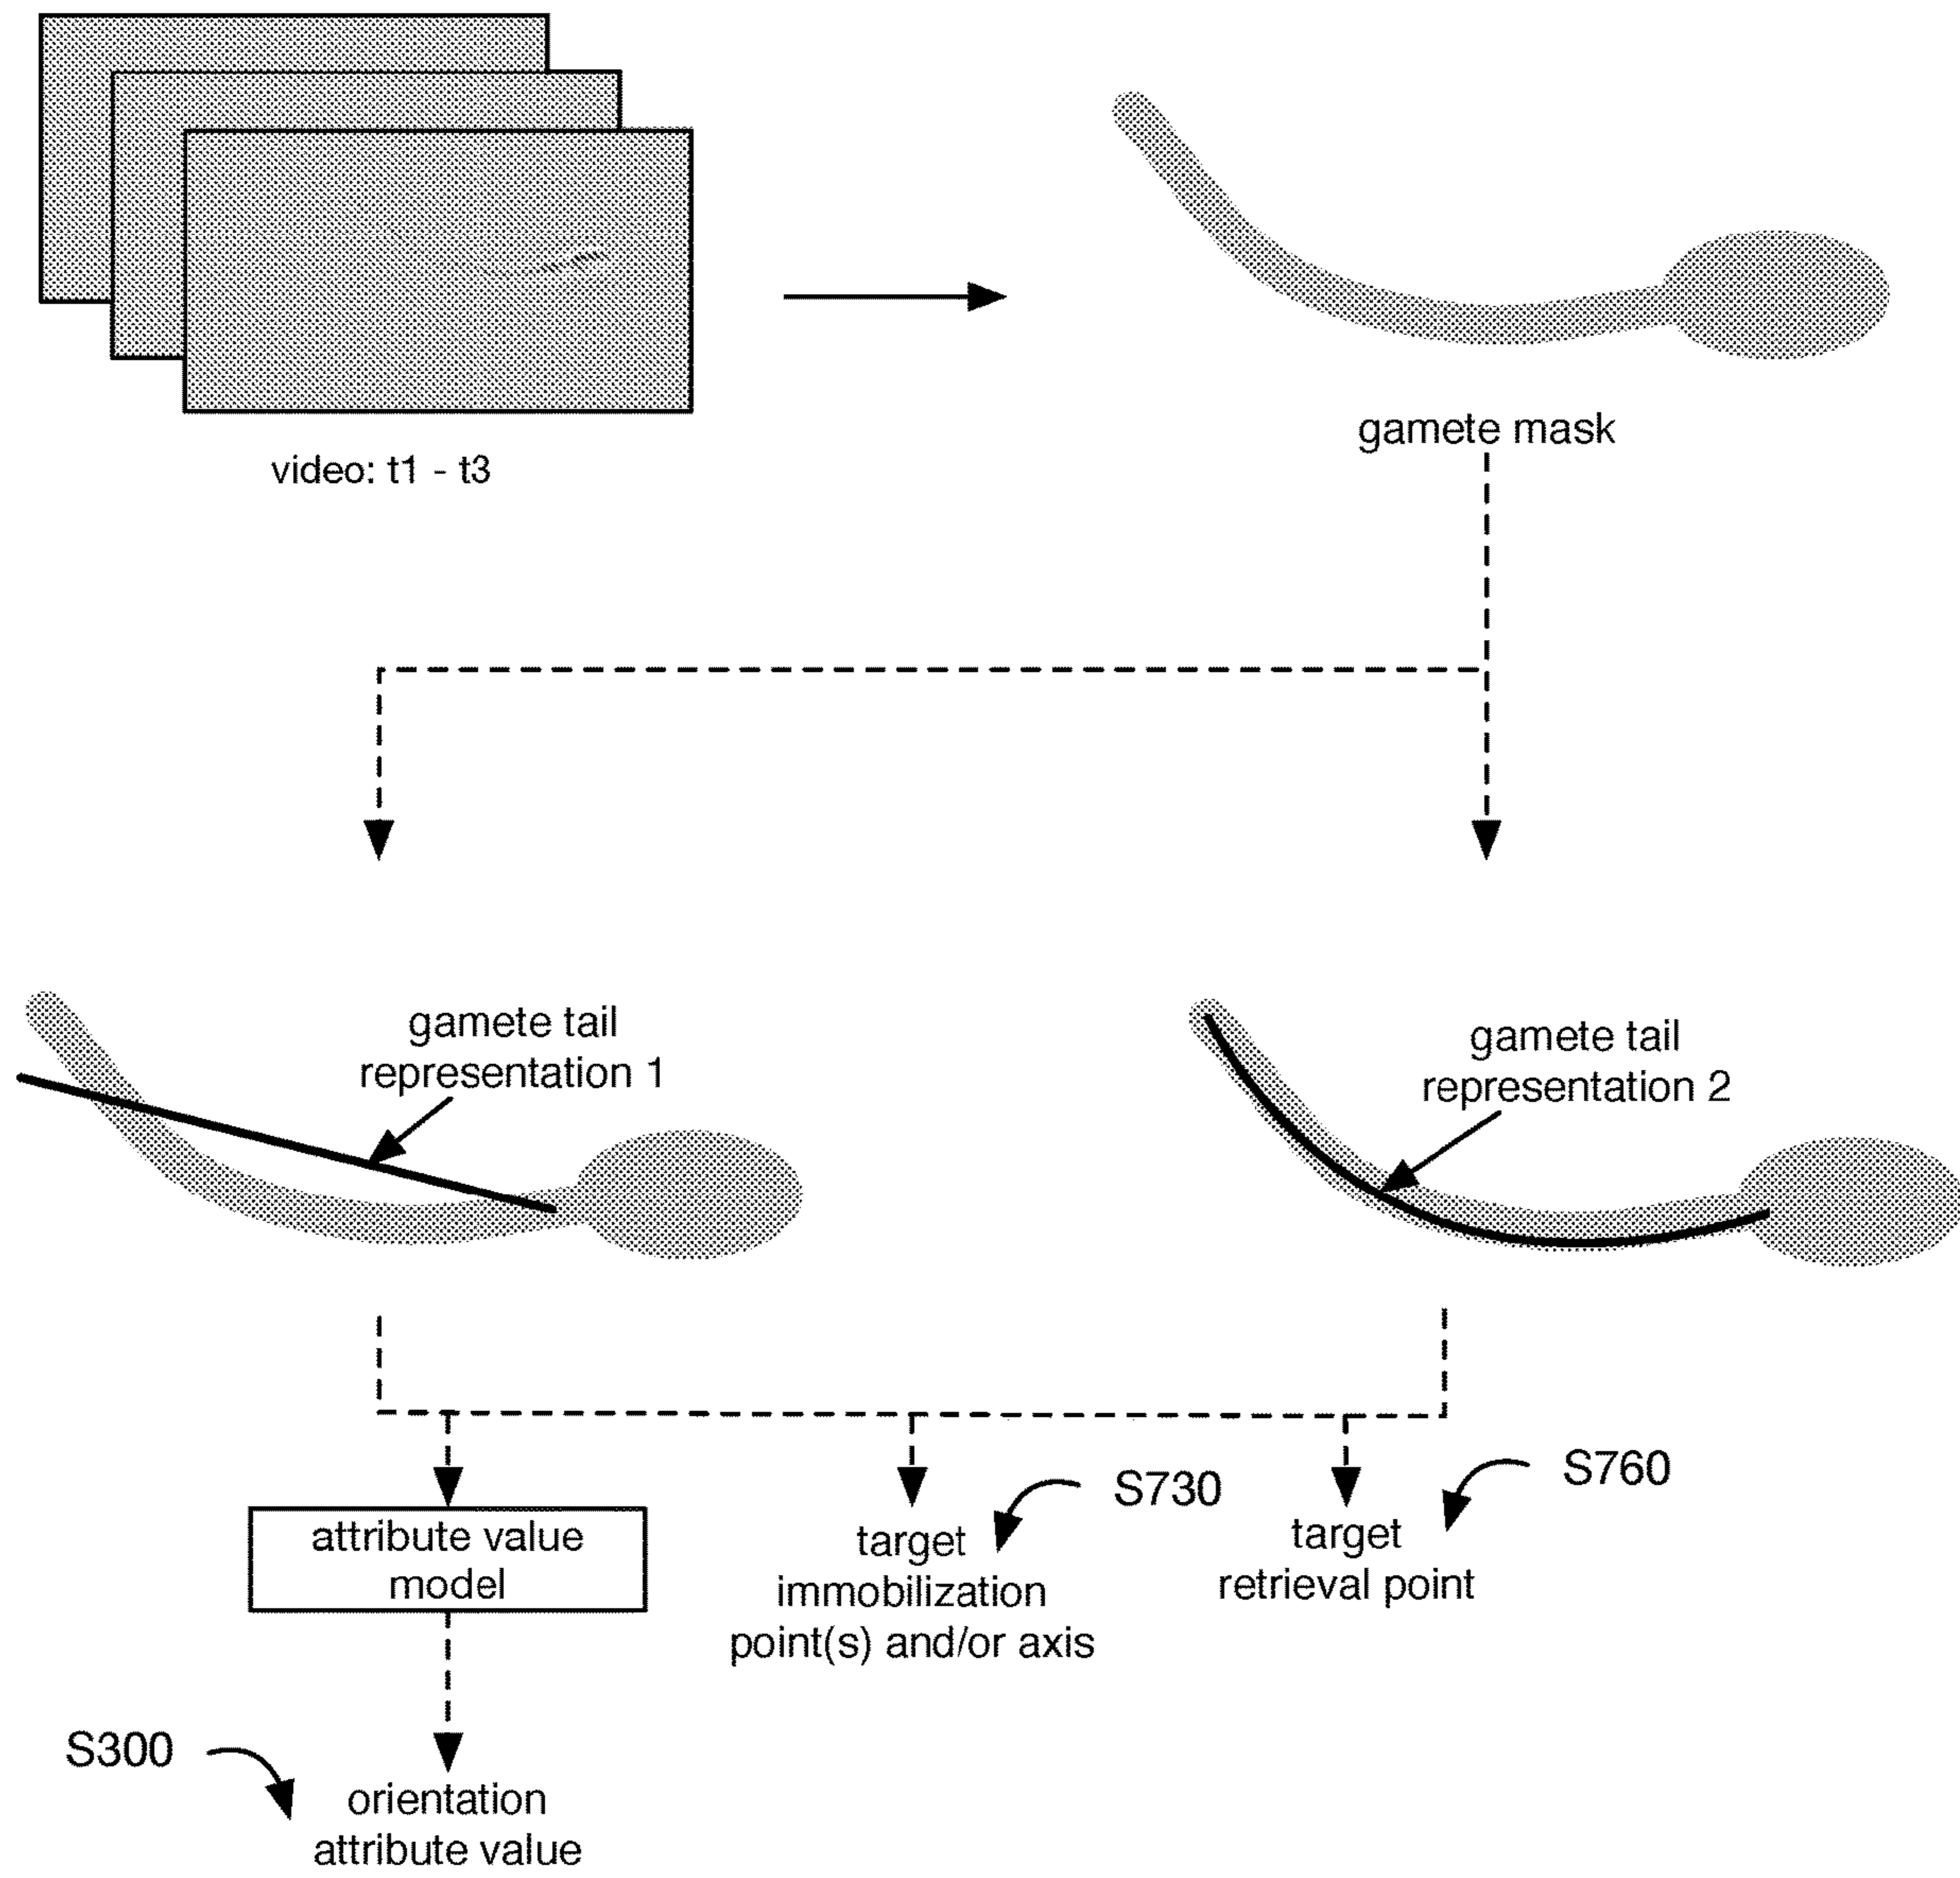 video: t1 - t3
gamete mask
gamete tail
representation 1
gamete tail
representation 2
S730
S760
attribute value
model
target
immobilization
point(s) and/or axis
target
retrieval point
S300
orientation
attribute value